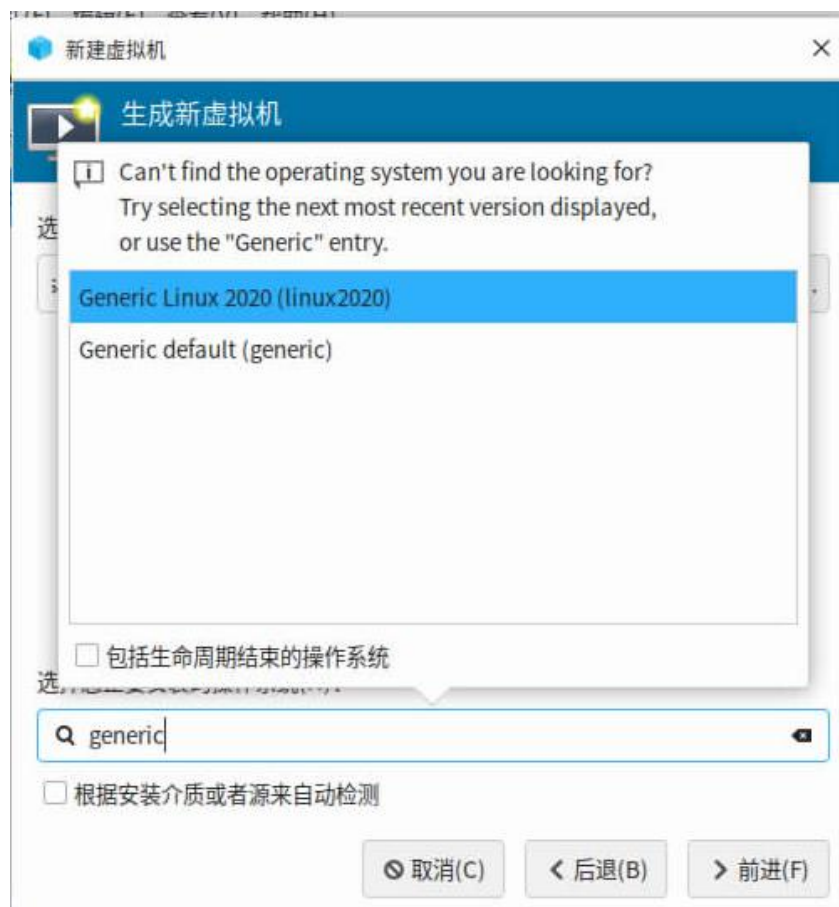 新建虚拟机
生成新虚拟机
Can't find the operating system you are looking for?
Try selecting the next most recent version displayed,
or use the "Generic" entry.
选
Generic Linux 2020 (linux2020)
Generic default (generic)
包括生命周期结束的操作系统
generic
根据安装介质或者源来自动检测
取消(C)
后退(B)
前进(F)